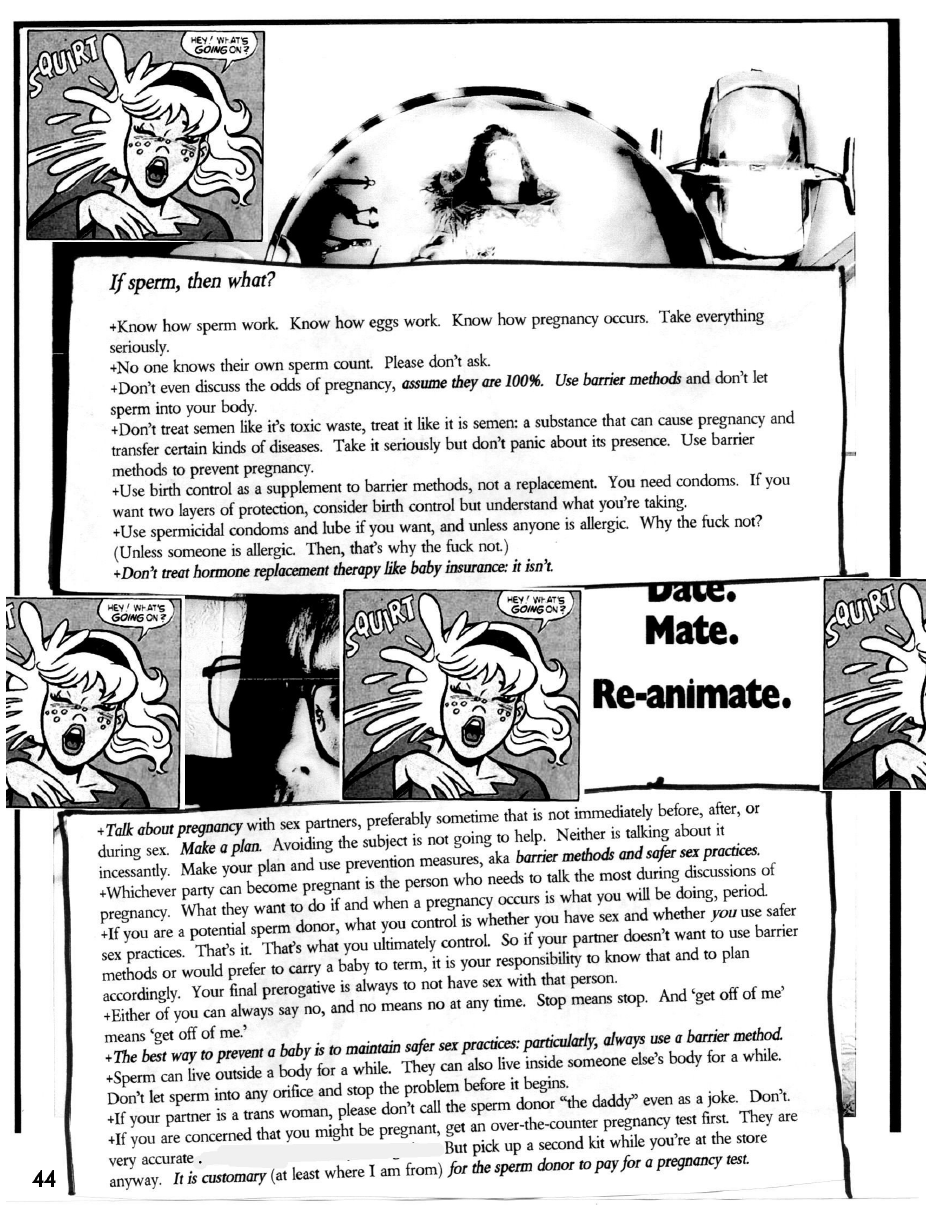 SQUIRT
HEY! WHAT'S
GOING ON?
If sperm, then what?
+Know how sperm work. Know how eggs work. Know how pregnancy occurs. Take everything
seriously.
+No one knows their own sperm count. Please don't ask.
+Don't even discuss the odds of pregnancy, assume they are 100%. Use barrier methods and don't let
sperm into your body.
+Don't treat semen like it's toxic waste, treat it like it is semen: a substance that can cause pregnancy and
transfer certain kinds of diseases. Take it seriously but don't panic about its presence. Use barrier
methods to prevent pregnancy.
+Use birth control as a supplement to barrier methods, not a replacement. You need condoms. If you
want two layers of protection, consider birth control but understand what you're taking.
+Use spermicidal condoms and lube if you want, and unless anyone is allergic. Why the fuck not?
(Unless someone is allergic. Then, that's why the fuck not.)
+Don't treat hormone replacement therapy like baby insurance: it isn't.
T
HEY! WHAT'S
GOING ON?
SQUIRT
HEY! WHAT'S
GOING ON?
Date.
Mate.
Re-animate.
SQUIRT
+Talk about pregnancy with sex partners, preferably sometime that is not immediately before, after, or
during sex. Make a plan. Avoiding the subject is not going to help. Neither is talking about it
incessantly. Make your plan and use prevention measures, aka barrier methods and safer sex practices.
+Whichever party can become pregnant is the person who needs to talk the most during discussions of
pregnancy. What they want to do if and when a pregnancy occurs is what you will be doing, period.
+If you are a potential sperm donor, what you control is whether you have sex and whether you use safer
sex practices. That's it. That's what you ultimately control. So if your partner doesn't want to use barrier
methods or would prefer to carry a baby to term, it is your responsibility to know that and to plan
accordingly. Your final prerogative is always to not have sex with that person.
+Either of you can always say no, and no means no at any time. Stop means stop. And 'get off of me'
means 'get off of me.'
+The best way to prevent a baby is to maintain safer sex practices: particularly, always use a barrier method.
+Sperm can live outside a body for a while. They can also live inside someone else's body for a while.
Don't let sperm into any orifice and stop the problem before it begins.
+If your partner is a trans woman, please don't call the sperm donor "the daddy" even as a joke. Don't.
+If you are concerned that you might be pregnant, get an over-the-counter pregnancy test first. They are
very accurate . But pick up a second kit while you're at the store
anyway. It is customary (at least where I am from) for the sperm donor to pay for a pregnancy test.
44